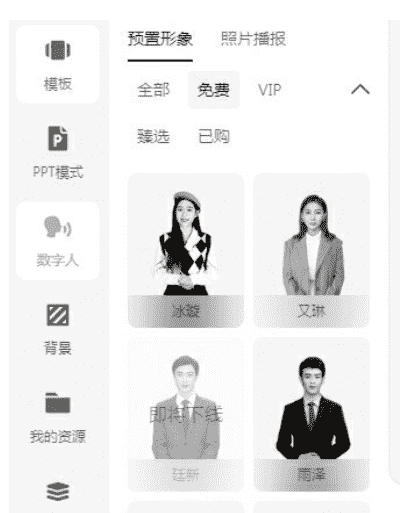 模板
PPT模式
数字人
背景
我的资源
预置形象 照片播报
全部 免费 VIP
臻选 已购
冰璇 又琳
即将下线
廷新 雨泽